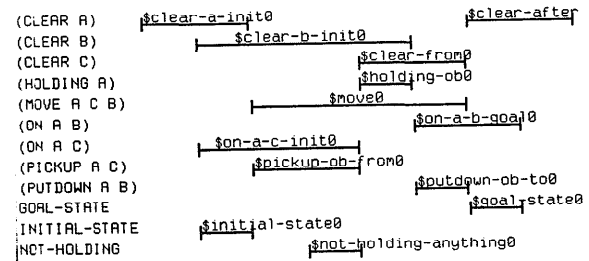 (CLEAR A) $clear-a-init0 $clear-after
(CLEAR B) $clear-b-init0
(CLEAR C) $clear-from0
(HOLDING A) $holding-ob0
(MOVE A C B) $move0
(ON A B) $on-a-b-goal0
(ON A C) $on-a-c-init0
(PICKUP A C) $pickup-ob-from0
(PUTDOWN A B) $putdown-ob-to0
GOAL-STATE $goal-state0
INITIAL-STATE $initial-state0
NOT-HOLDING $not-holding-anything0